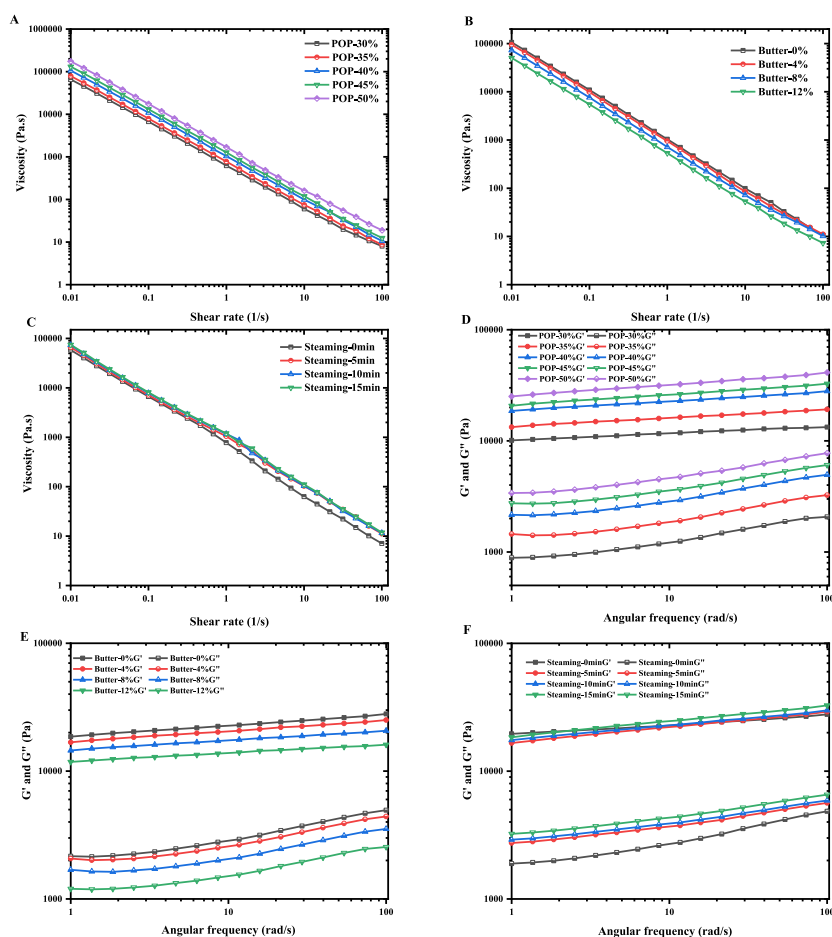 A
1000000
100000
10000
1000
100
10
1
Viscosity (Pa.s)
0.01 0.1 1 10 100
Shear rate (1/s)
POP-30%
POP-35%
POP-40%
POP-45%
POP-50%
B
100000
10000
1000
100
10
1
Viscosity (Pa.s)
0.01 0.1 1 10 100
Shear rate (1/s)
Butter-0%
Butter-4%
Butter-8%
Butter-12%
C
100000
10000
1000
100
10
1
Viscosity (Pa.s)
0.01 0.1 1 10 100
Shear rate (1/s)
Steaming-0min
Steaming-5min
Steaming-10min
Steaming-15min
D
100000
10000
1000
G' and G" (Pa)
1 10 100
Angular frequency (rad/s)
POP-30%G' POP-30%G"
POP-35%G' POP-35%G"
POP-40%G' POP-40%G"
POP-45%G' POP-45%G"
POP-50%G' POP-50%G"
E
100000
10000
1000
G' and G" (Pa)
1 10 100
Angular frequency (rad/s)
Butter-0%G' Butter-0%G"
Butter-4%G' Butter-4%G"
Butter-8%G' Butter-8%G"
Butter-12%G' Butter-12%G"
F
100000
10000
1000
G' and G" (Pa)
1 10 100
Angular frequency (rad/s)
Steaming-0minG' Steaming-0minG"
Steaming-5minG' Steaming-5minG"
Steaming-10minG' Steaming-10minG"
Steaming-15minG' Steaming-15minG"